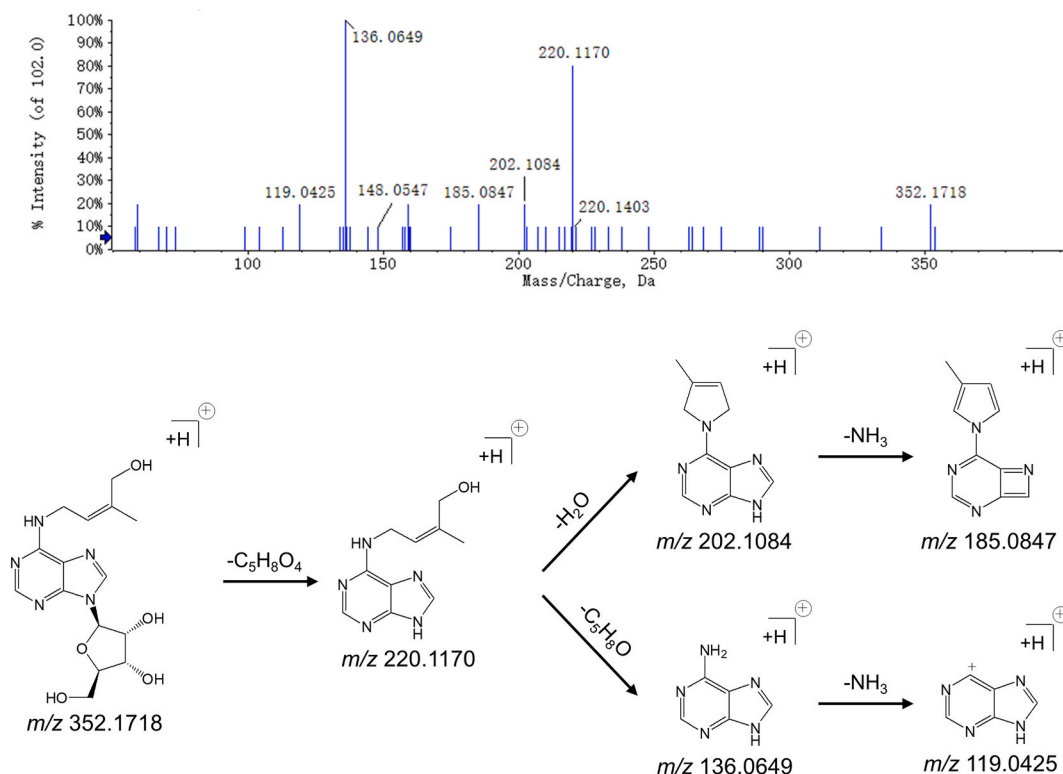 % Intensity (of 102.0)
100%
90%
80%
70%
60%
50%
40%
30%
20%
10%
0%
136.0649
220.1170
119.0425
148.0547
185.0847
202.1084
220.1403
352.1718
100
150
200
250
300
350
Mass/Charge, Da
+H
+
OH
HN
N
N
N
N
O
OH
OH
HO
m/z 352.1718
-C5H8O4
+H
+
OH
HN
N
N
N
N
H
m/z 220.1170
-H2O
-C5H8O
+H
+
N
N
N
N
N
H
m/z 202.1084
-NH3
+H
+
N
N
N
N
m/z 185.0847
+H
+
NH2
N
N
N
N
H
m/z 136.0649
-NH3
+H
+
+
N
N
N
N
H
m/z 119.0425